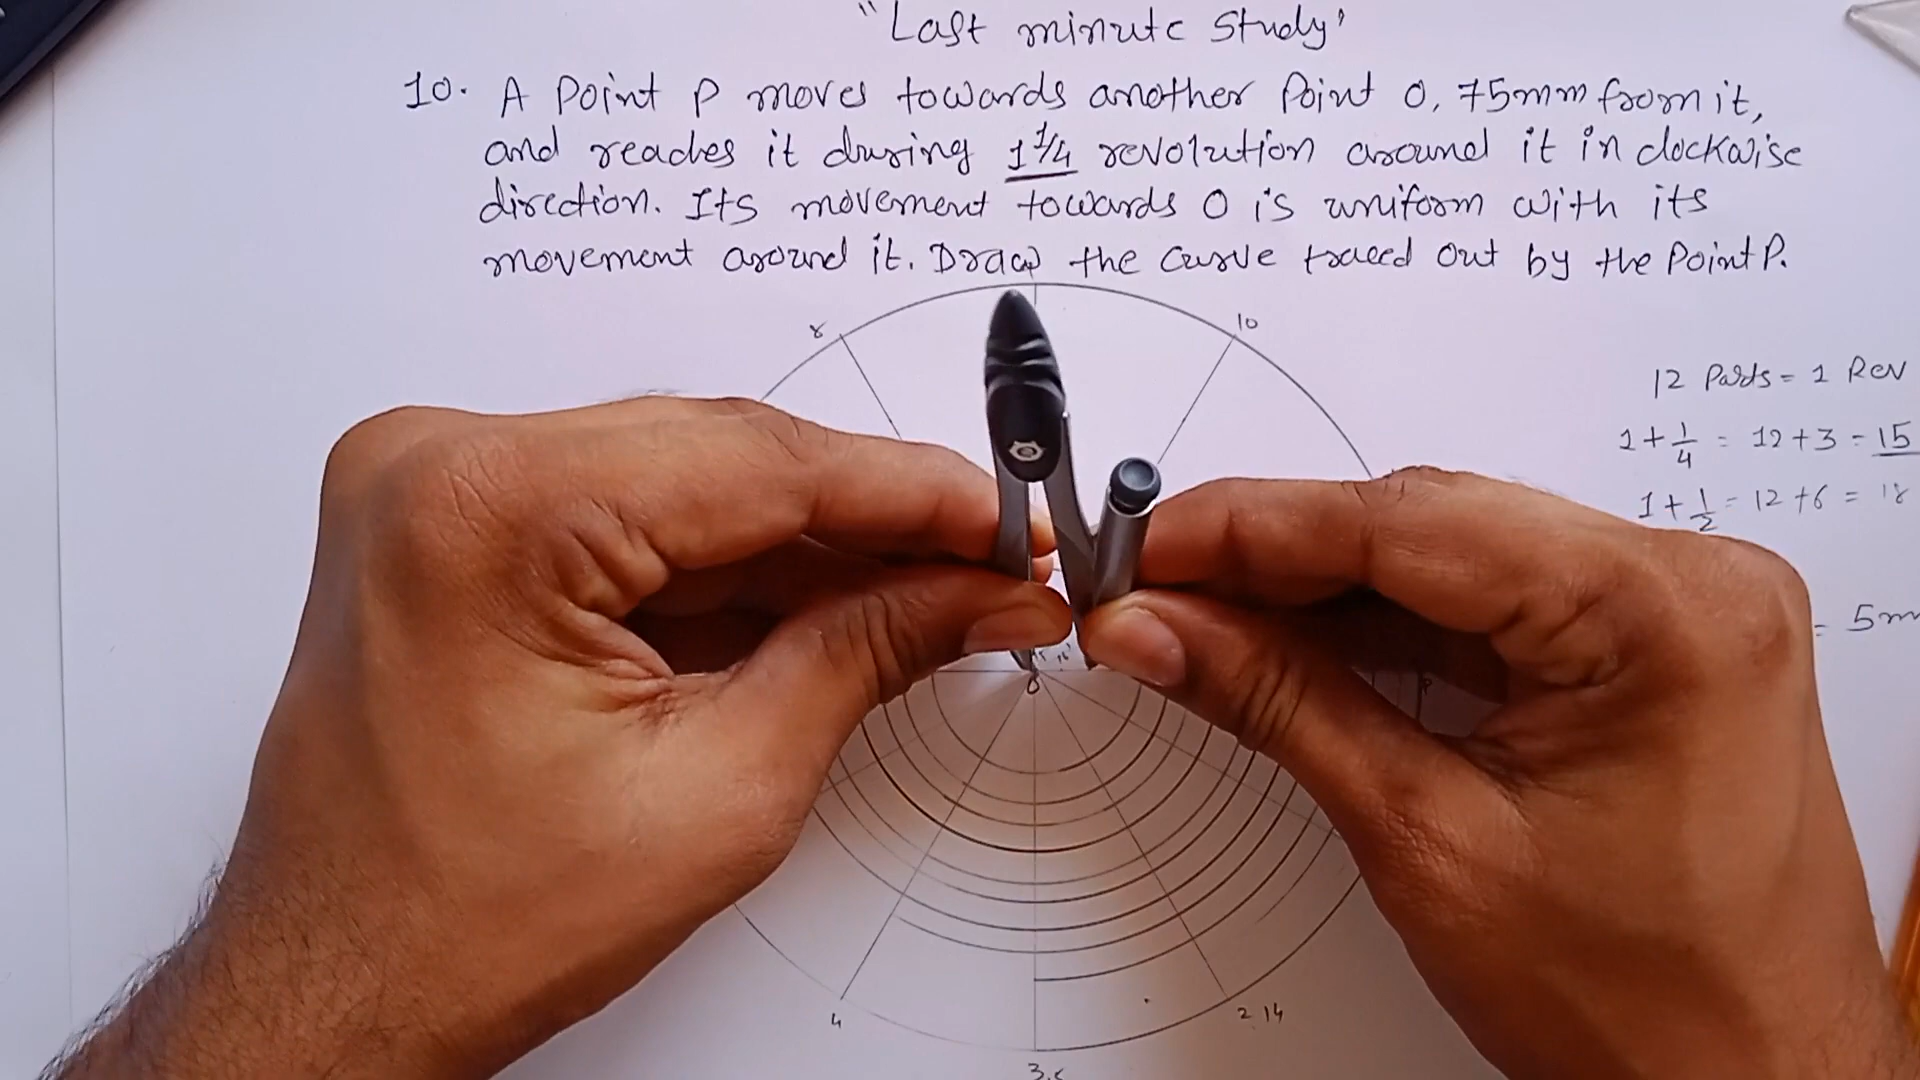 "Last minute Study"
10. A Point P moves towards another Point O, 75mm from it,
and reaches it during 1 1/4 revolution around it in clockwise
direction. Its movement towards O is uniform with its
movement around it. Draw the curve traced out by the Point P.
8
10
12 Parts = 1 Rev
1 + 1/4 = 12 + 3 = 15
1 + 1/2 = 12 + 6 = 18
= 5m
O
P
4
2 14